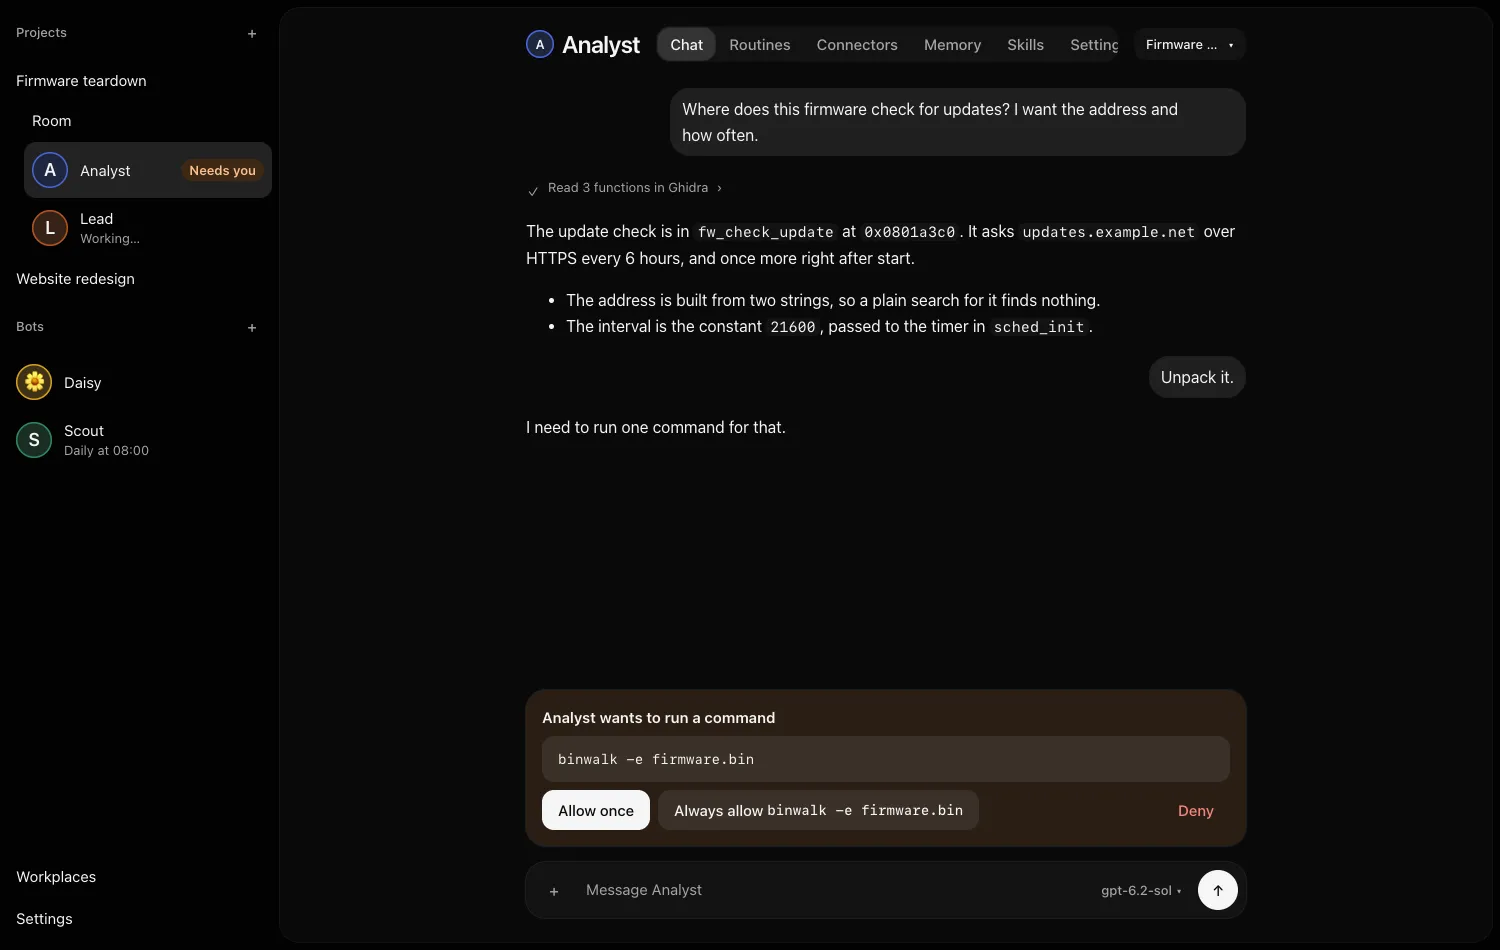 Projects
+
Firmware teardown
Room
A
Analyst
Needs you
L
Lead
Working...
Website redesign
Bots
+
Daisy
S
Scout
Daily at 08:00
Workplaces
Settings
A
Analyst
Chat
Routines
Connectors
Memory
Skills
Setting
Firmware ...
Where does this firmware check for updates? I want the address and
how often.
✓ Read 3 functions in Ghidra ›
The update check is in fw_check_update at 0x0801a3c0. It asks updates.example.net over
HTTPS every 6 hours, and once more right after start.
• The address is built from two strings, so a plain search for it finds nothing.
• The interval is the constant 21600, passed to the timer in sched_init.
Unpack it.
I need to run one command for that.
Analyst wants to run a command
binwalk -e firmware.bin
Allow once
Always allow binwalk -e firmware.bin
Deny
+
Message Analyst
gpt-6.2-sol
↑